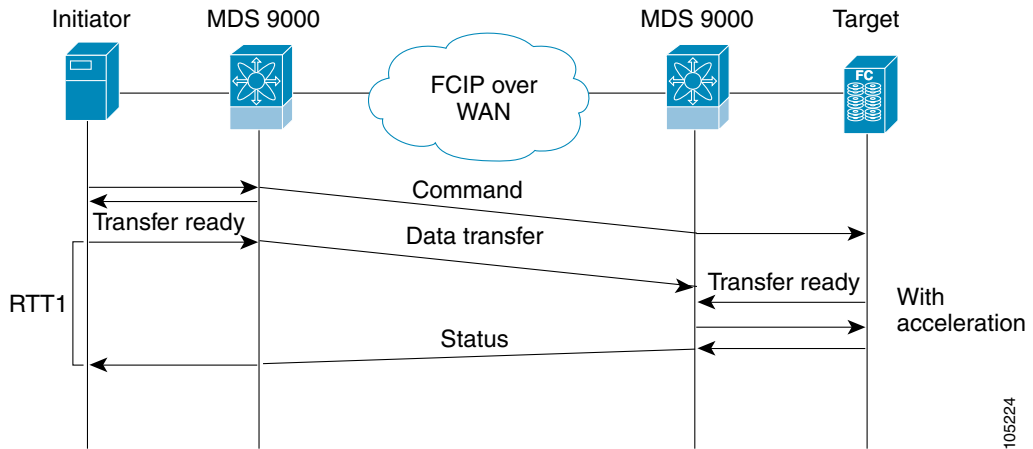 Initiator
MDS 9000
MDS 9000
Target
FCIP over
WAN
FC
Command
Transfer ready
Data transfer
Transfer ready
RTT1
With
acceleration
Status
105224